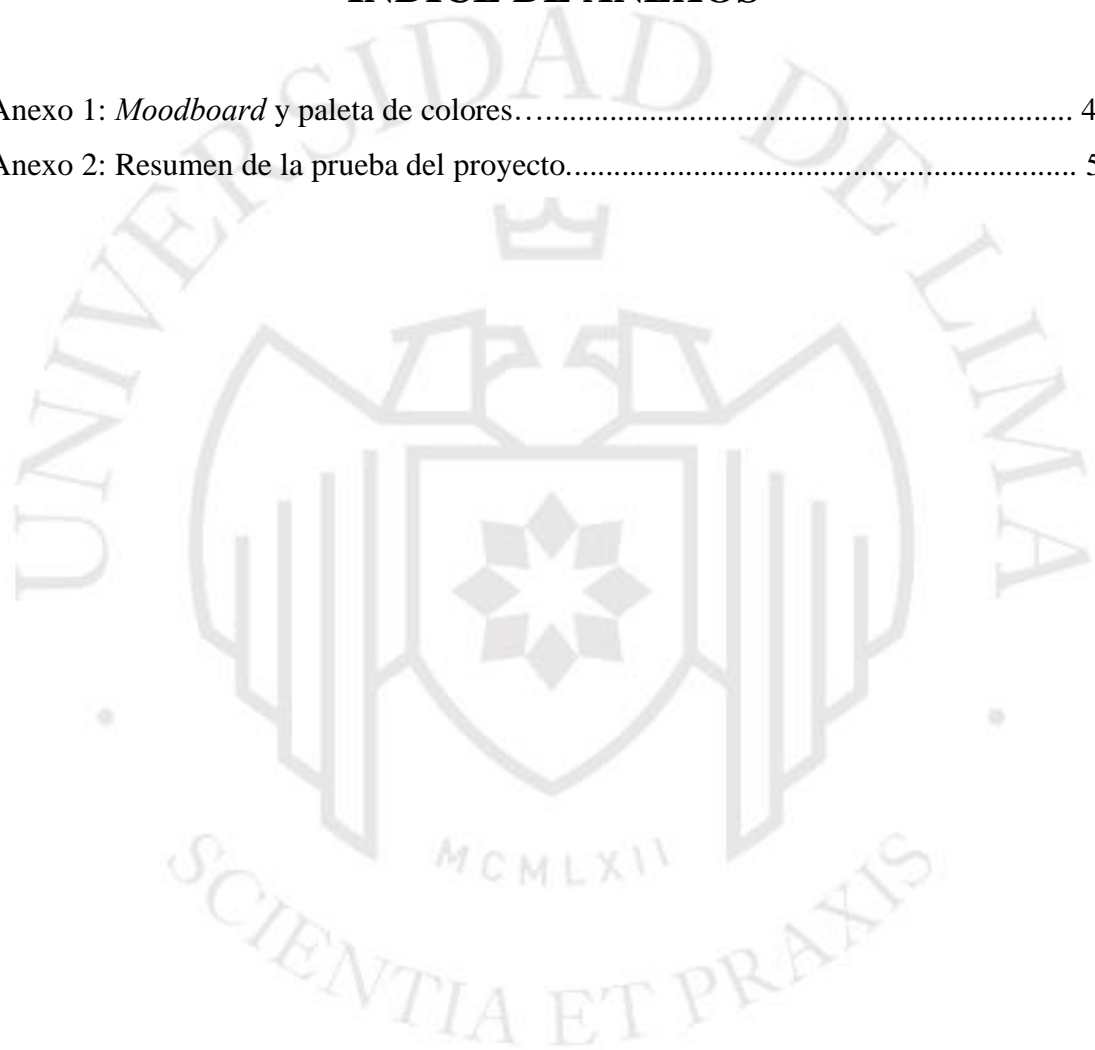 ÍNDICE DE ANEXOS
Anexo 1: Moodboard y paleta de colores…................................................................... 4
Anexo 2: Resumen de la prueba del proyecto................................................................. 5
UNIVERSIDAD DE LIMA
MCMLXII
SCIENTIA ET PRAXIS